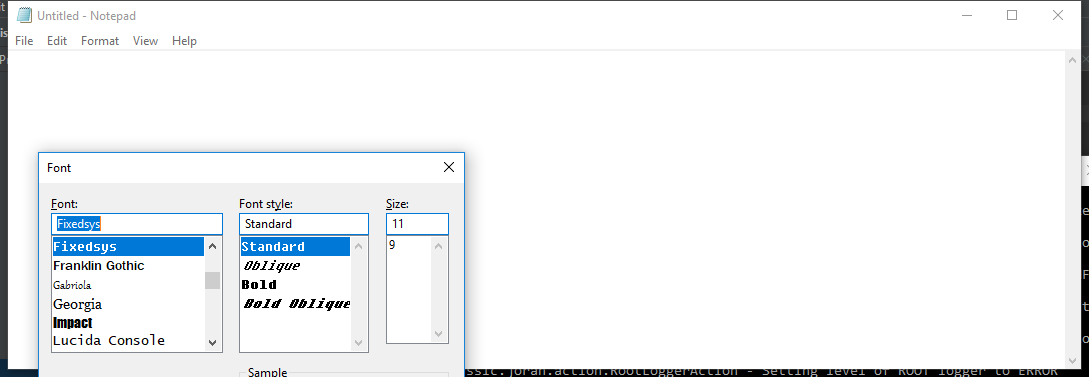 Untitled - Notepad
File Edit Format View Help
Font
Font: Font style: Size:
Fixedsys Standard 11
Fixedsys Standard 9
Franklin Gothic Oblique
Gabriola Bold
Georgia Bold Oblique
Impact
Lucida Console
Sample
ssic.joran.action.RootLoggerAction - Setting level of ROOT logger to ERROR